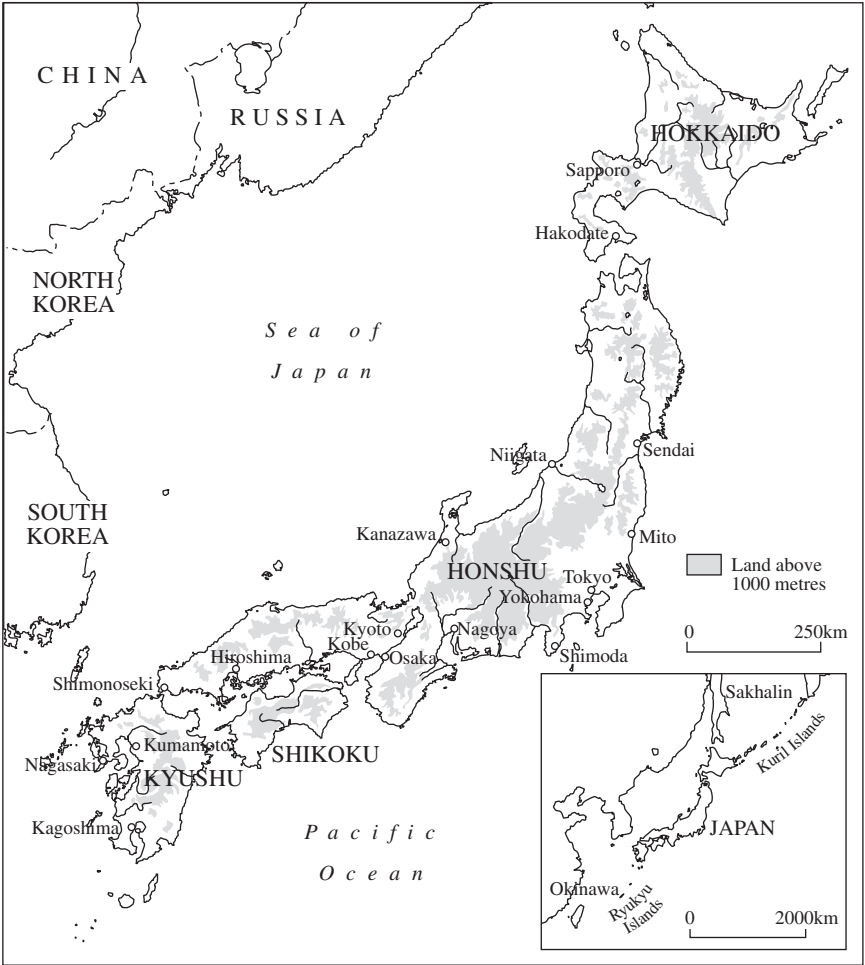 CHINA
RUSSIA
HOKKAIDO
Sapporo
Hakodate
NORTH
KOREA
Sea of
Japan
Niigata
Sendai
SOUTH
KOREA
Kanazawa
Mito
HONSHU
Tokyo
Yokohama
Land above
1000 metres
Kyoto
Kobe
Nagoya
0 250km
Hiroshima
Osaka
Shimoda
Shimonoseki
Kumamoto
SHIKOKU
Nagasaki
KYUSHU
Kagoshima
Pacific
Ocean
Sakhalin
Kuril Islands
JAPAN
Okinawa
Ryukyu
Islands
0 2000km